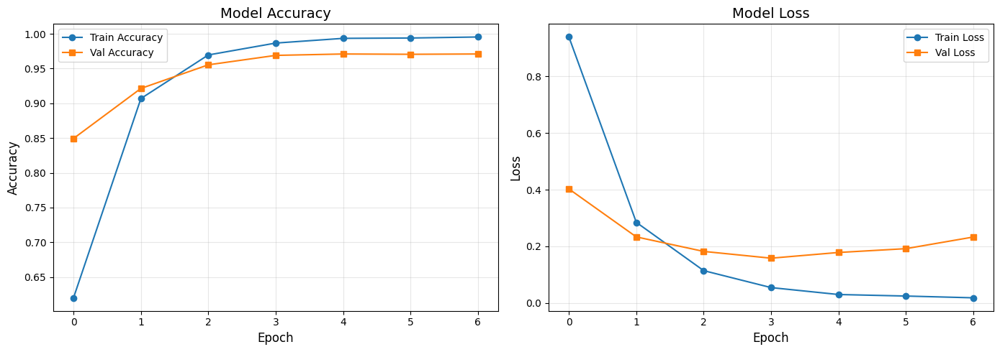 Model Accuracy
Train Accuracy
Val Accuracy
1.00
0.95
0.90
0.85
0.80
0.75
0.70
0.65
Accuracy
0 1 2 3 4 5 6
Epoch
Model Loss
Train Loss
Val Loss
0.8
0.6
0.4
0.2
0.0
Loss
0 1 2 3 4 5 6
Epoch